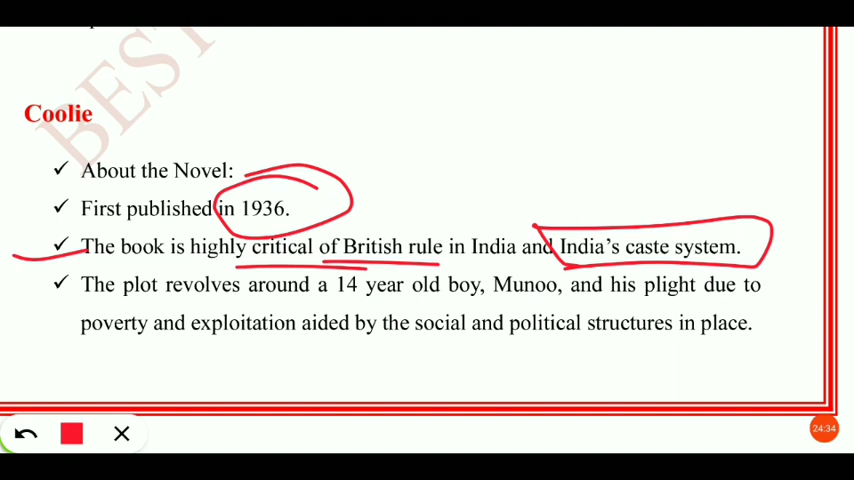 BEST
Coolie
✓ About the Novel:
✓ First published in 1936.
✓ The book is highly critical of British rule in India and India's caste system.
✓ The plot revolves around a 14 year old boy, Munoo, and his plight due to
poverty and exploitation aided by the social and political structures in place.
24:34